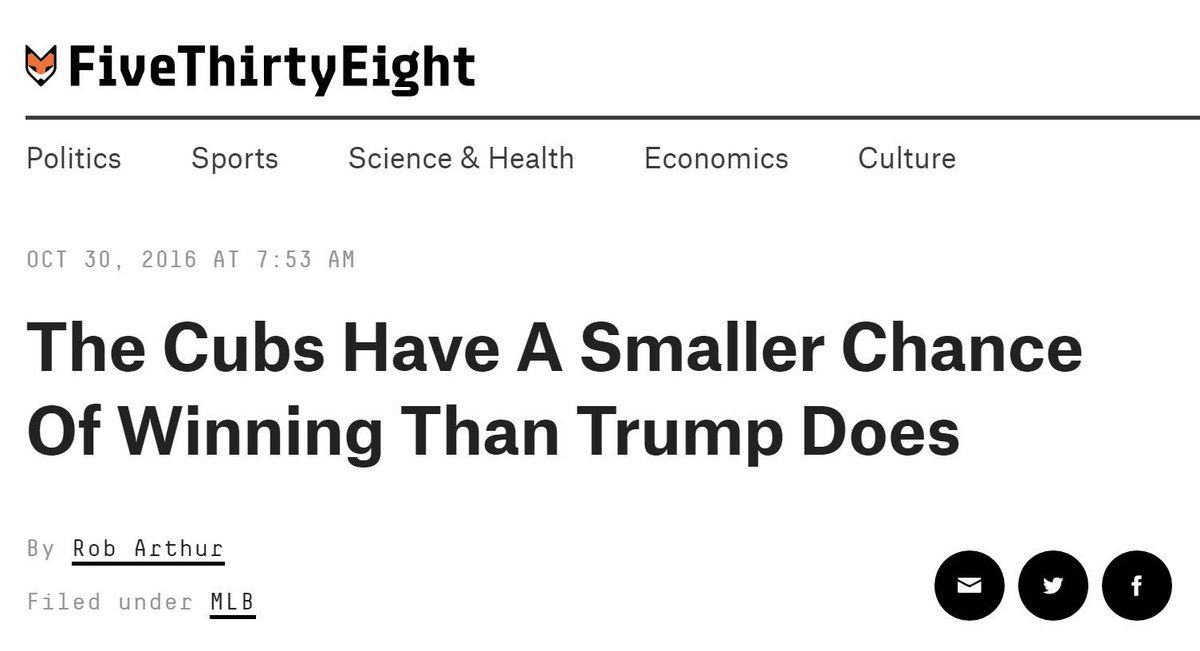 FiveThirtyEight
Politics Sports Science & Health Economics Culture
OCT 30, 2016 AT 7:53 AM
The Cubs Have A Smaller Chance
Of Winning Than Trump Does
By Rob Arthur
Filed under MLB